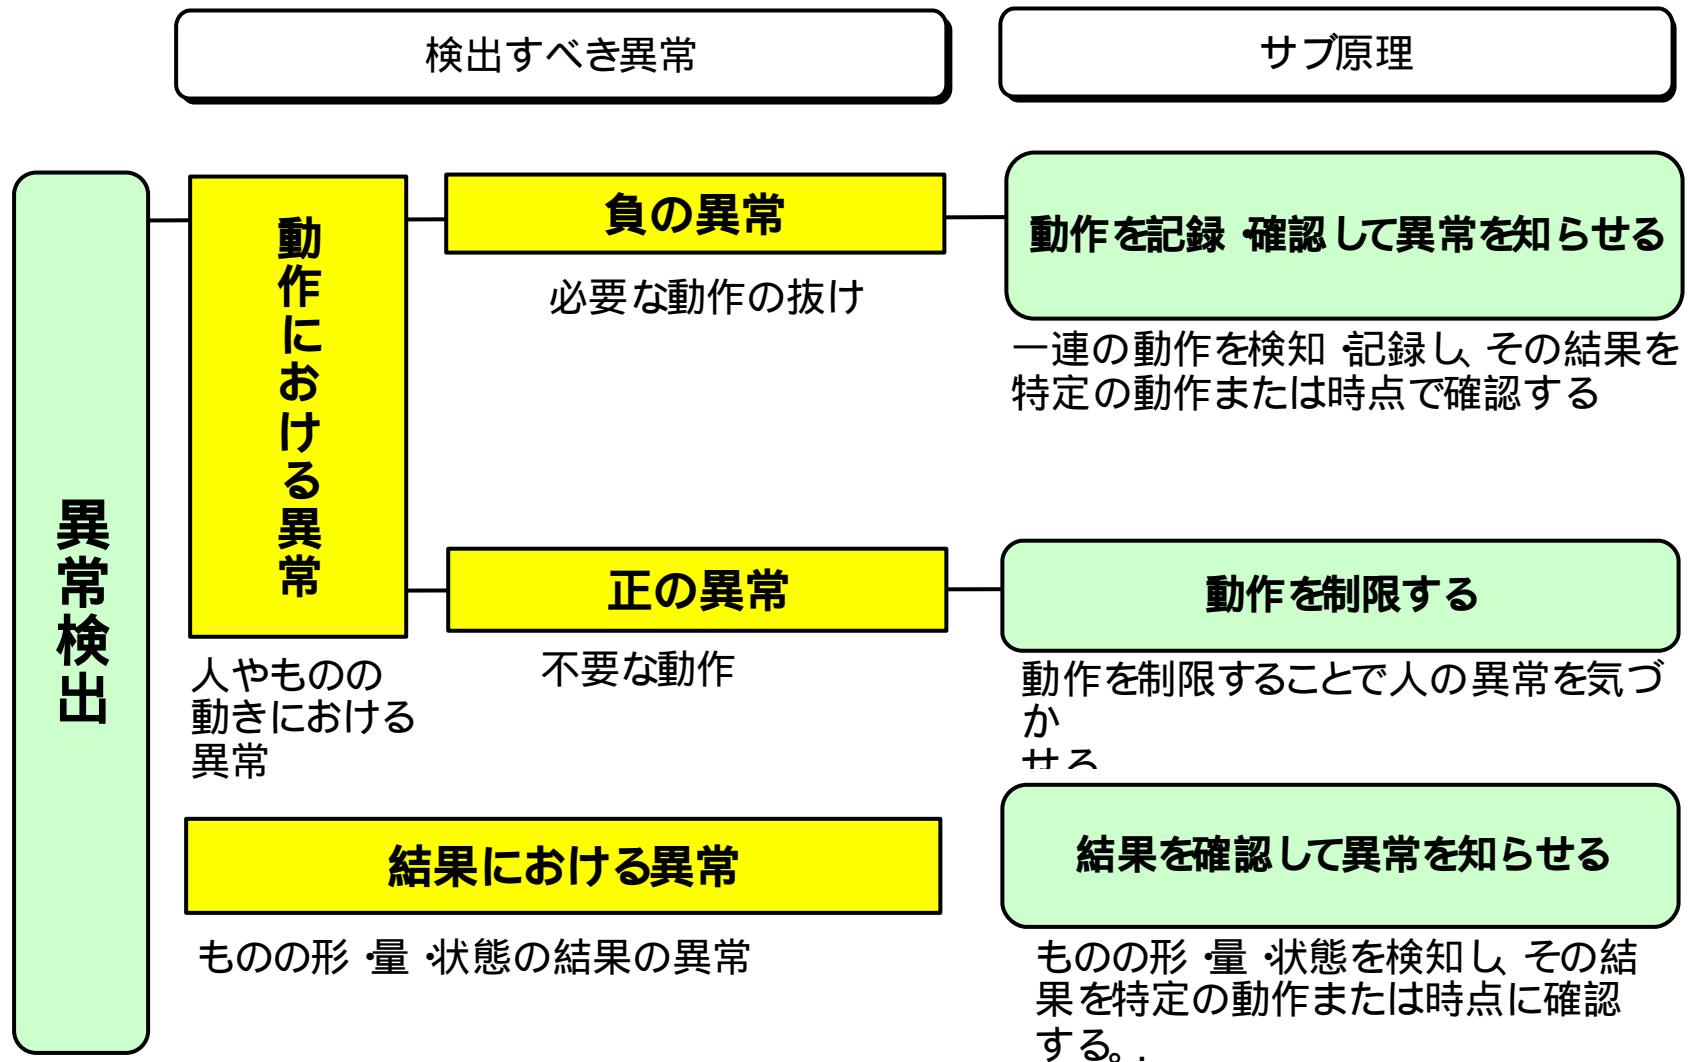 検出すべき異常
サブ原理
異常検出
動作における異常
人やものの
動きにおける
異常
負の異常
必要な動作の抜け
動作を記録・確認して異常を知らせる
一連の動作を検知・記録し、その結果を
特定の動作または時点で確認する
正の異常
不要な動作
動作を制限する
動作を制限することで人の異常を気づ
か
せる
結果における異常
ものの形・量・状態の結果の異常
結果を確認して異常を知らせる
ものの形・量・状態を検知し、その結
果を特定の動作または時点に確認
する。.